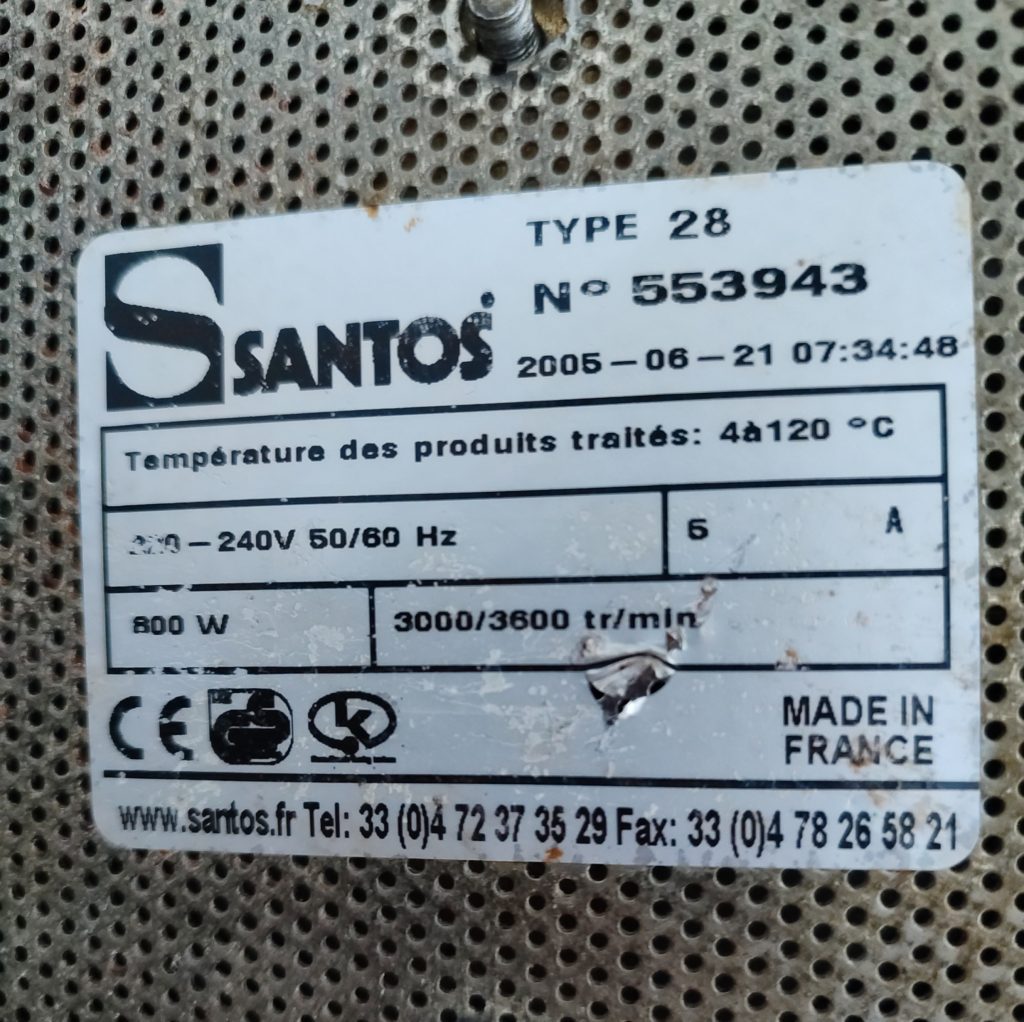 TYPE 28
SANTOS
N° 553943
2005-06-21 07:34:48
Température des produits traités: 4à120 °C
220-240V 50/60 Hz
5 A
800 W
3000/3600 tr/min
CE
k
MADE IN
FRANCE
www.santos.fr Tel: 33 (0)4 72 37 35 29 Fax: 33 (0)4 78 26 58 21